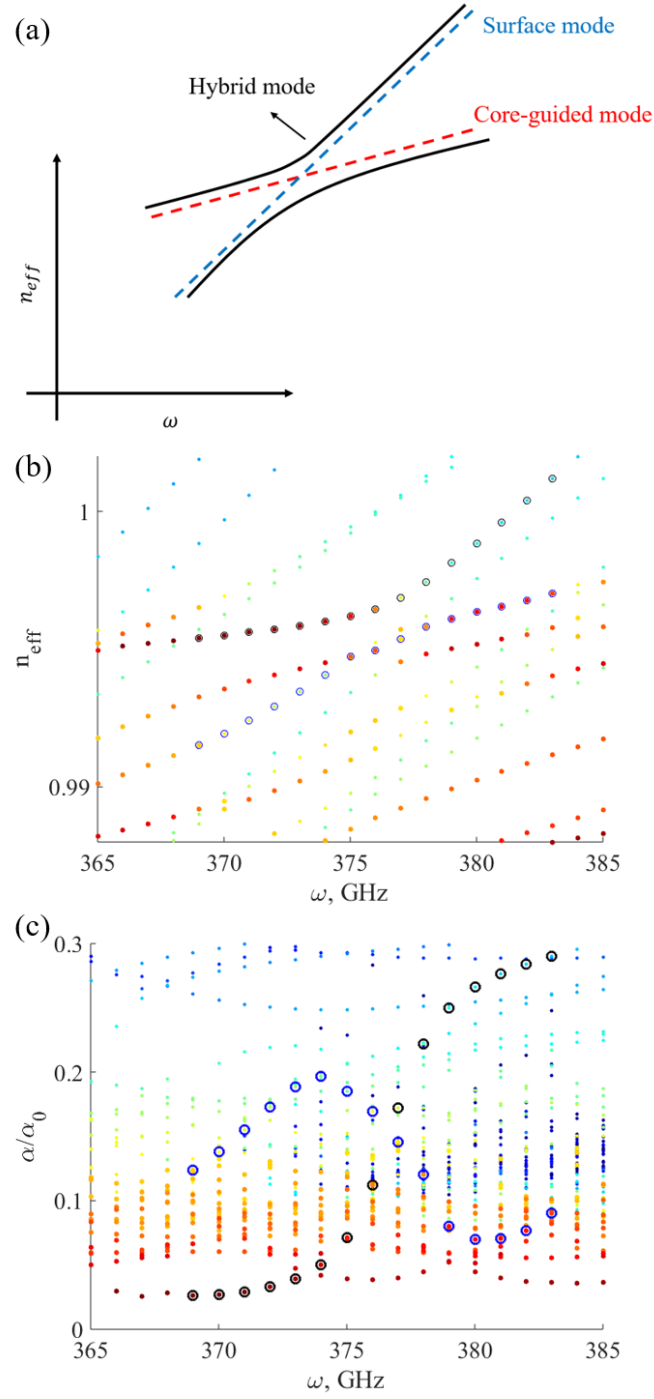 (a)
Surface mode
Hybrid mode
Core-guided mode
n_eff
ω
(b)
1
n_eff
0.99
365 370 375 380 385
ω, GHz
(c)
0.3
0.2
α/α₀
0.1
0
365 370 375 380 385
ω, GHz